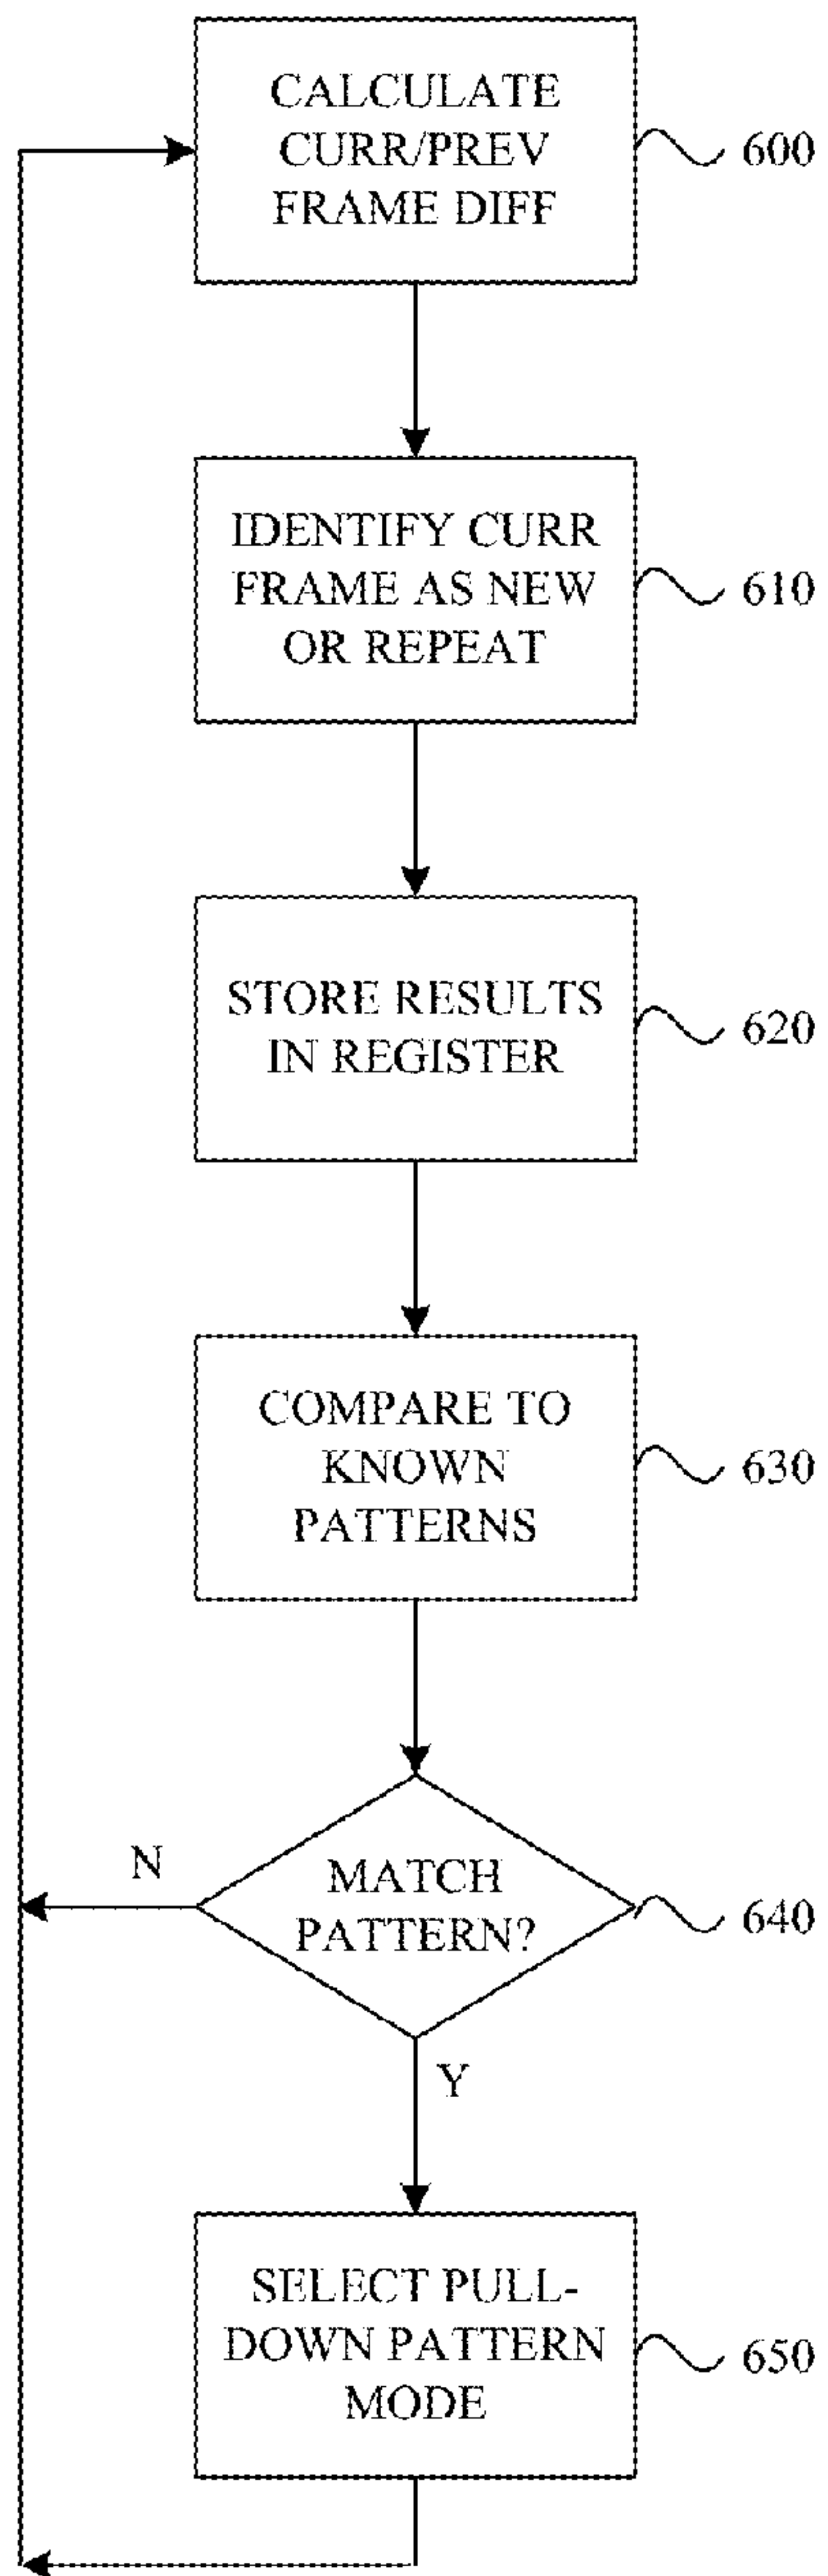 CALCULATE
CURR/PREV
FRAME DIFF
600
IDENTIFY CURR
FRAME AS NEW
OR REPEAT
610
STORE RESULTS
IN REGISTER
620
COMPARE TO
KNOWN
PATTERNS
630
MATCH
PATTERN?
640
N
Y
SELECT PULL-
DOWN PATTERN
MODE
650